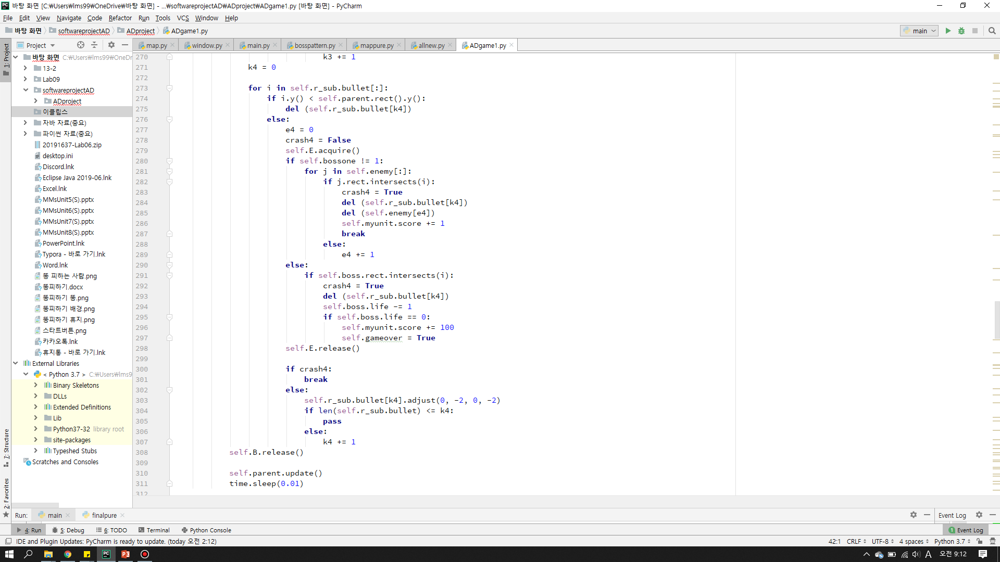 바탕 화면 [C:₩Users₩lms99₩OneDrive₩바탕 화면] - ...₩softwareprojectAD₩ADproject₩ADgame1.py [바탕 화면] - PyCharm
File Edit View Navigate Code Refactor Run Tools VCS Window Help
바탕 화면 softwareprojectAD ADproject ADgame1.py main
Project map.py window.py main.py bosspattern.py mappure.py allnew.py ADgame1.py
1: Project
7: Structure
2: Favorites
바탕 화면 C:₩Users₩lms99₩OneDr
13-2
Lab09
softwareprojectAD
ADproject
이클립스
자바 자료(중요)
파이썬 자료(중요)
20191637-Lab06.zip
desktop.ini
Discord.lnk
Eclipse Java 2019-06.lnk
Excel.lnk
MMsUnit5(S).pptx
MMsUnit6(S).pptx
MMsUnit7(S).pptx
MMsUnit8(S).pptx
PowerPoint.lnk
Typora - 바로 가기.lnk
Word.lnk
똥 피하는 사람.png
똥피하기.docx
똥피하기 똥.png
똥피하기 배경.png
똥피하기 휴지.png
스타트버튼.png
카카오톡.lnk
휴지통 - 바로 가기.lnk
External Libraries
< Python 3.7 > C:₩Users₩lms9
Binary Skeletons
DLLs
Extended Definitions
Lib
Python37-32 library root
site-packages
Typeshed Stubs
Scratches and Consoles
270 k3 += 1
271 k4 = 0
272
273 for i in self.r_sub.bullet[:]:
274 if i.y() < self.parent.rect().y():
275 del (self.r_sub.bullet[k4])
276 else:
277 e4 = 0
278 crash4 = False
279 self.E.acquire()
280 if self.bossone != 1:
281 for j in self.enemy[:]:
282 if j.rect.intersects(i):
283 crash4 = True
284 del (self.r_sub.bullet[k4])
285 del (self.enemy[e4])
286 self.myunit.score += 1
287 break
288 else:
289 e4 += 1
290 else:
291 if self.boss.rect.intersects(i):
292 crash4 = True
293 del (self.r_sub.bullet[k4])
294 self.boss.life -= 1
295 if self.boss.life == 0:
296 self.myunit.score += 100
297 self.gameover = True
298 self.E.release()
299
300 if crash4:
301 break
302 else:
303 self.r_sub.bullet[k4].adjust(0, -2, 0, -2)
304 if len(self.r_sub.bullet) <= k4:
305 pass
306 else:
307 k4 += 1
308 self.B.release()
309
310 self.parent.update()
311 time.sleep(0.01)
312
Run: main finalpure Event Log
4: Run 5: Debug 6: TODO Terminal Python Console 1 Event Log
IDE and Plugin Updates: PyCharm is ready to update. (today 오전 2:12) 42:1 CRLF UTF-8 4 spaces Python 3.7
A 오전 9:12